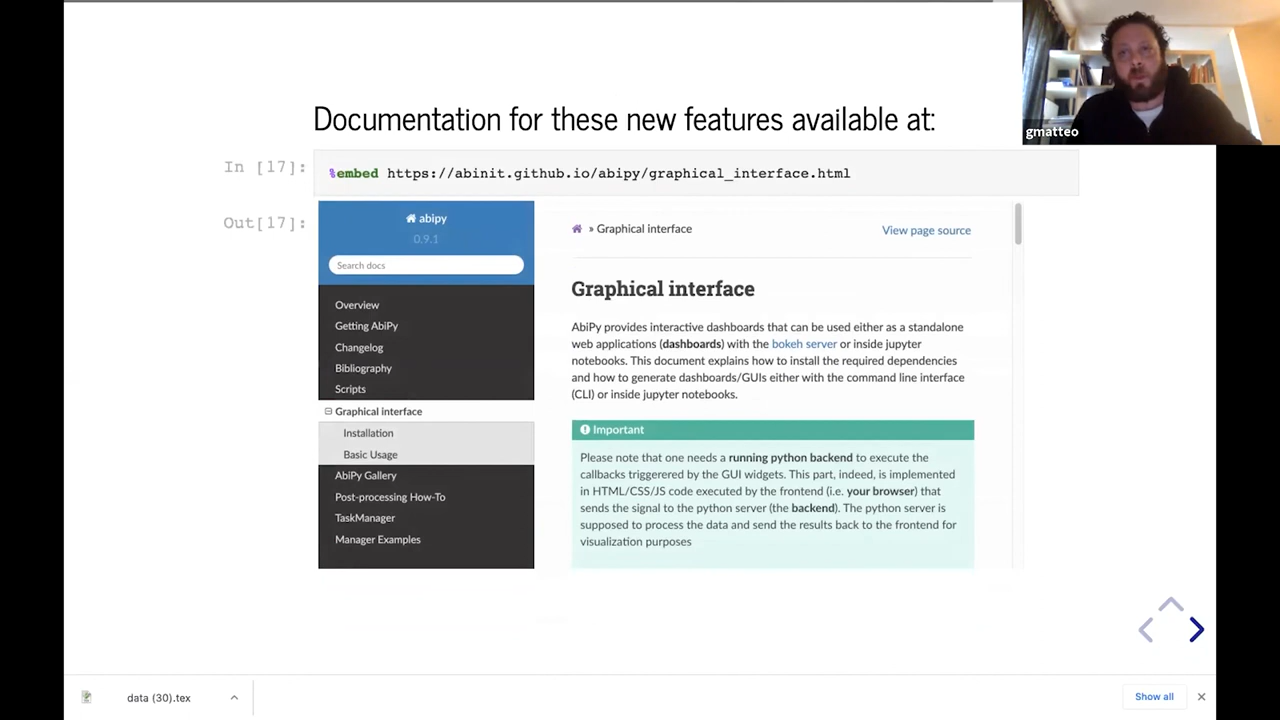 Documentation for these new features available at:
gmatteo
In [17]:
%embed https://abinit.github.io/abipy/graphical_interface.html
Out[17]:
abipy
0.9.1
Search docs
Overview
Getting AbiPy
Changelog
Bibliography
Scripts
Graphical interface
Installation
Basic Usage
AbiPy Gallery
Post-processing How-To
TaskManager
Manager Examples
» Graphical interface
View page source
Graphical interface
AbiPy provides interactive dashboards that can be used either as a standalone
web applications (dashboards) with the bokeh server or inside jupyter
notebooks. This document explains how to install the required dependencies
and how to generate dashboards/GUIs either with the command line interface
(CLI) or inside jupyter notebooks.
Important
Please note that one needs a running python backend to execute the
callbacks triggerered by the GUI widgets. This part, indeed, is implemented
in HTML/CSS/JS code executed by the frontend (i.e. your browser) that
sends the signal to the python server (the backend). The python server is
supposed to process the data and send the results back to the frontend for
visualization purposes
data (30).tex
Show all